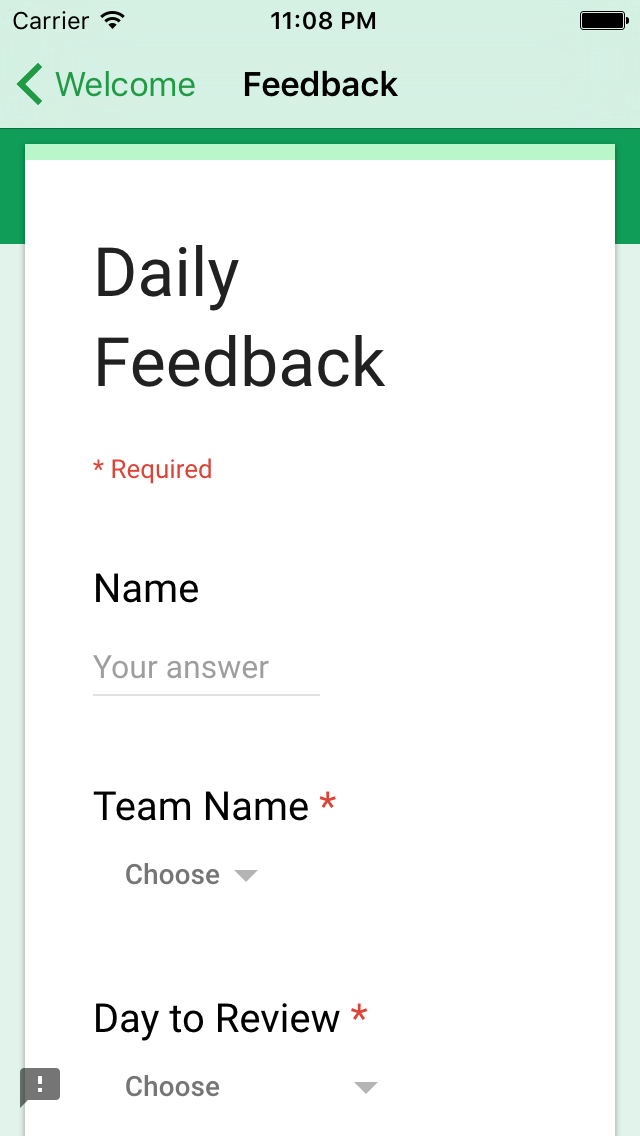 Carrier 11:08 PM
Welcome Feedback
Daily
Feedback
* Required
Name
Your answer
Team Name *
Choose
Day to Review *
Choose